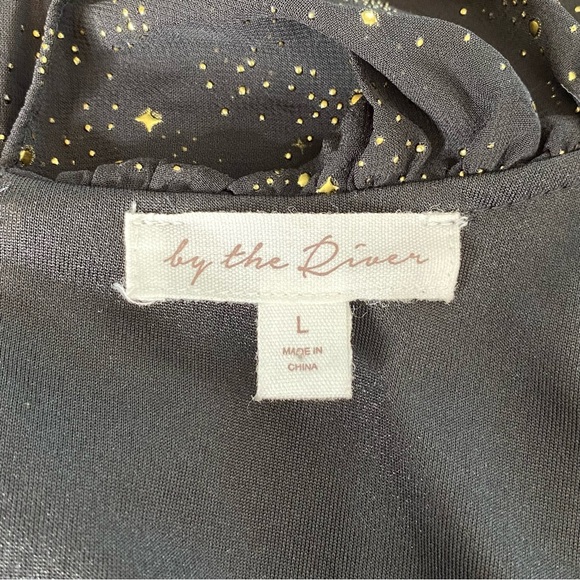 by the River
L
MADE IN
CHINA